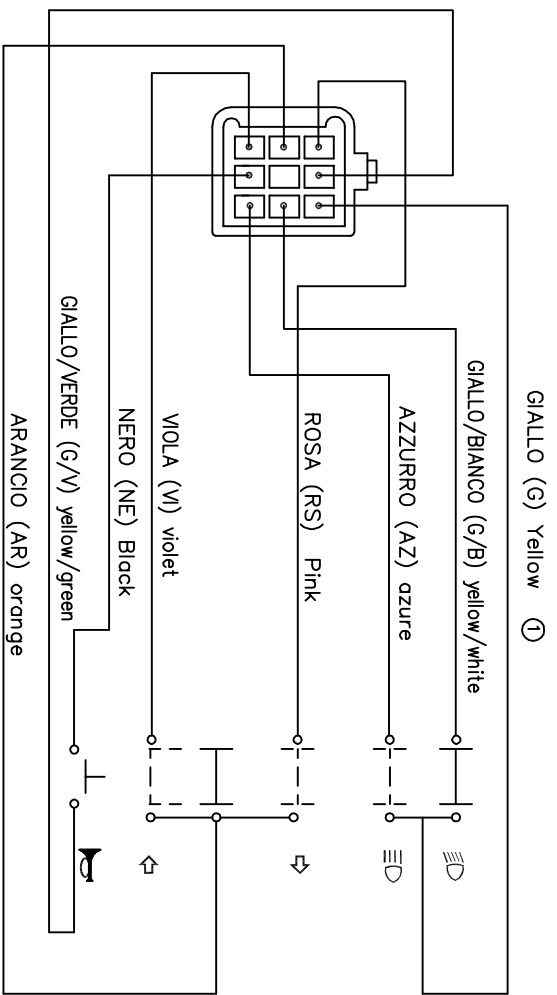 GIALLO (G) Yellow 1
GIALLO/BIANCO (G/B) yellow/white
AZZURRO (AZ) azure
ROSA (RS) Pink
VIOLA (VI) violet
NERO (NE) Black
GIALLO/VERDE (G/V) yellow/green
ARANCIO (AR) orange